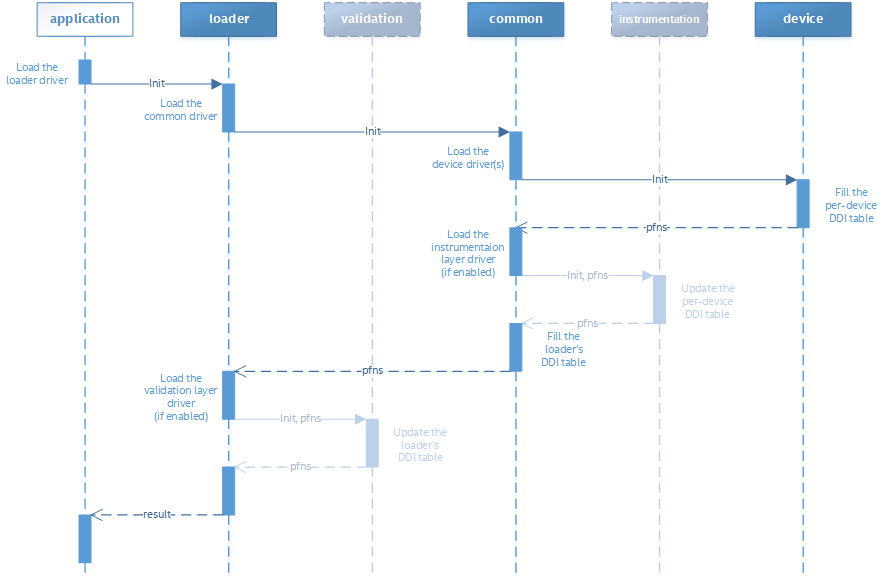 application
loader
validation
common
instrumentation
device
Load the
loader driver
Init
Load the
common driver
Init
Load the
device driver(s)
Init
Fill the
per-device
DDI table
pfns
Load the
instrumentaion
layer driver
(if enabled)
Init, pfns
Update the
per-device
DDI table
pfns
Fill the
loader's
DDI table
pfns
Load the
validation layer
driver
(if enabled)
Init, pfns
Update the
loader's
DDI table
pfns
result